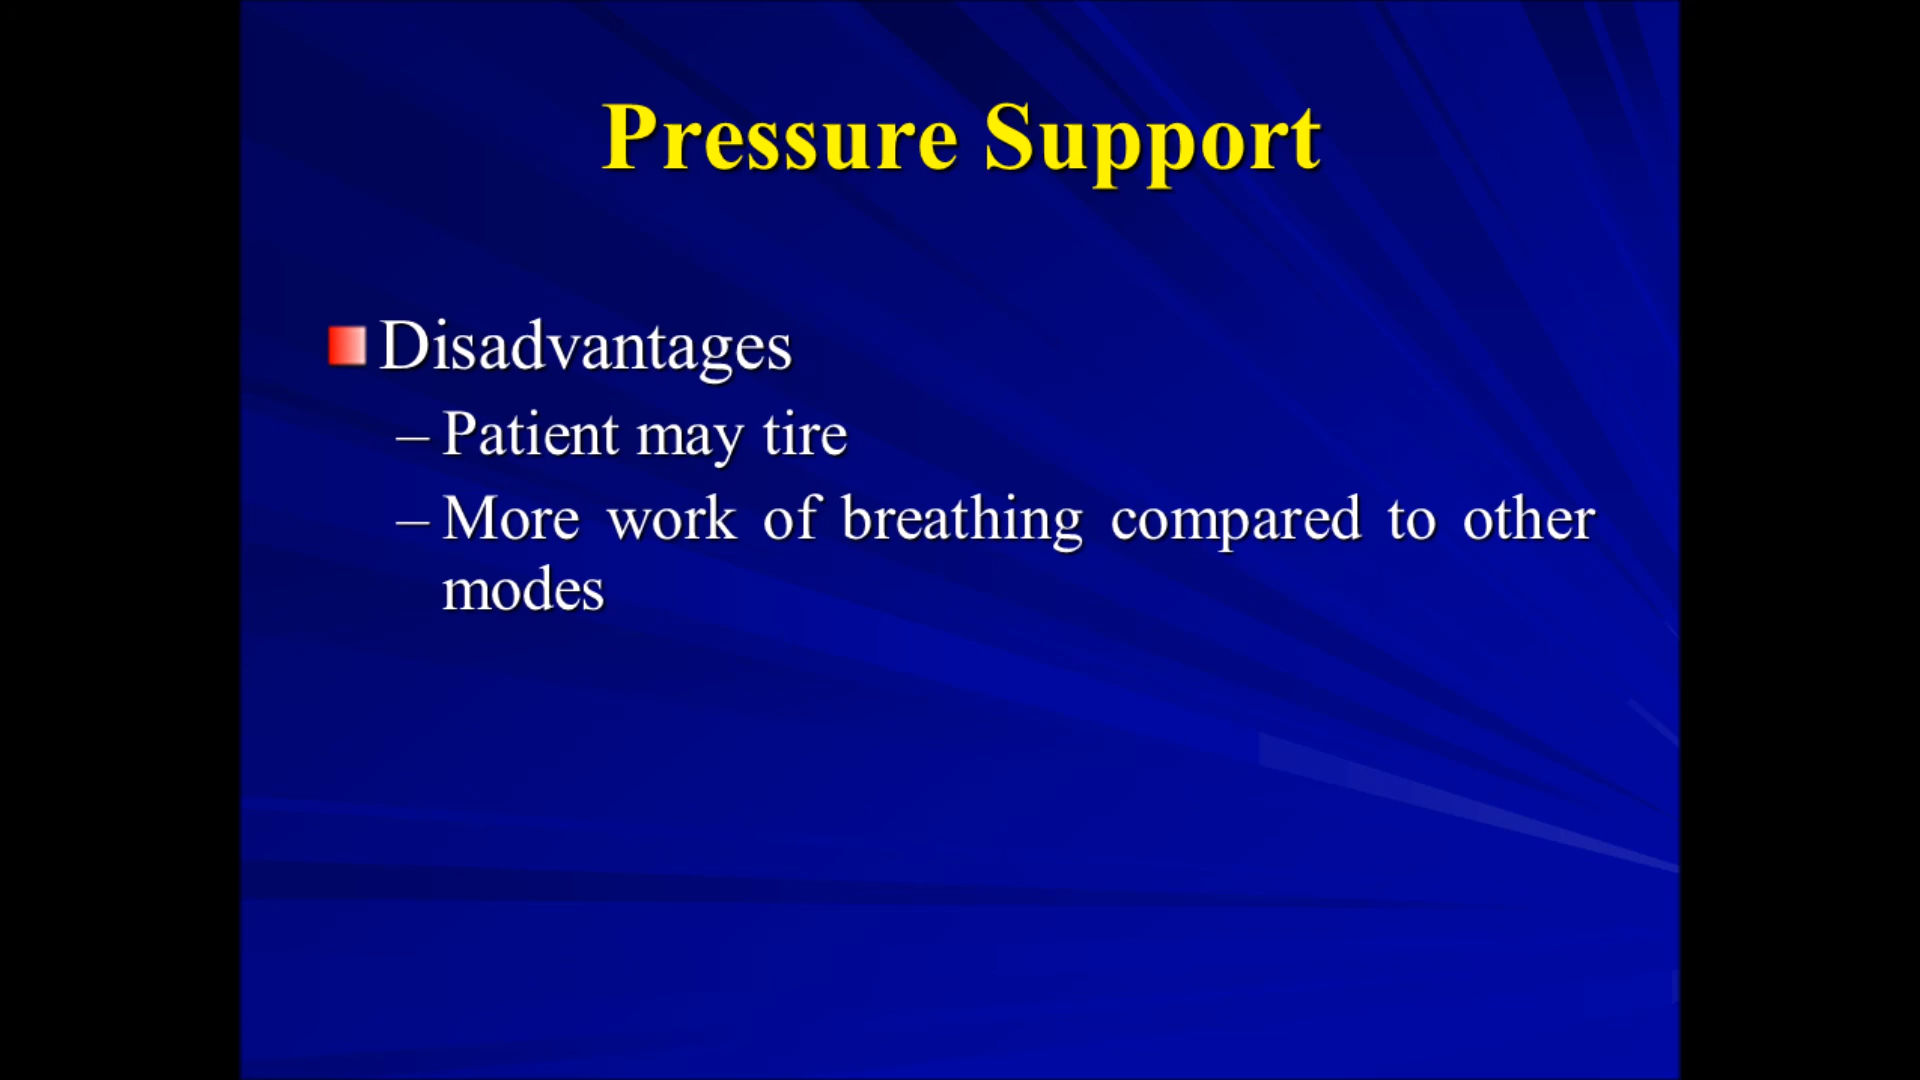 Pressure Support
Disadvantages
– Patient may tire
– More work of breathing compared to other
modes